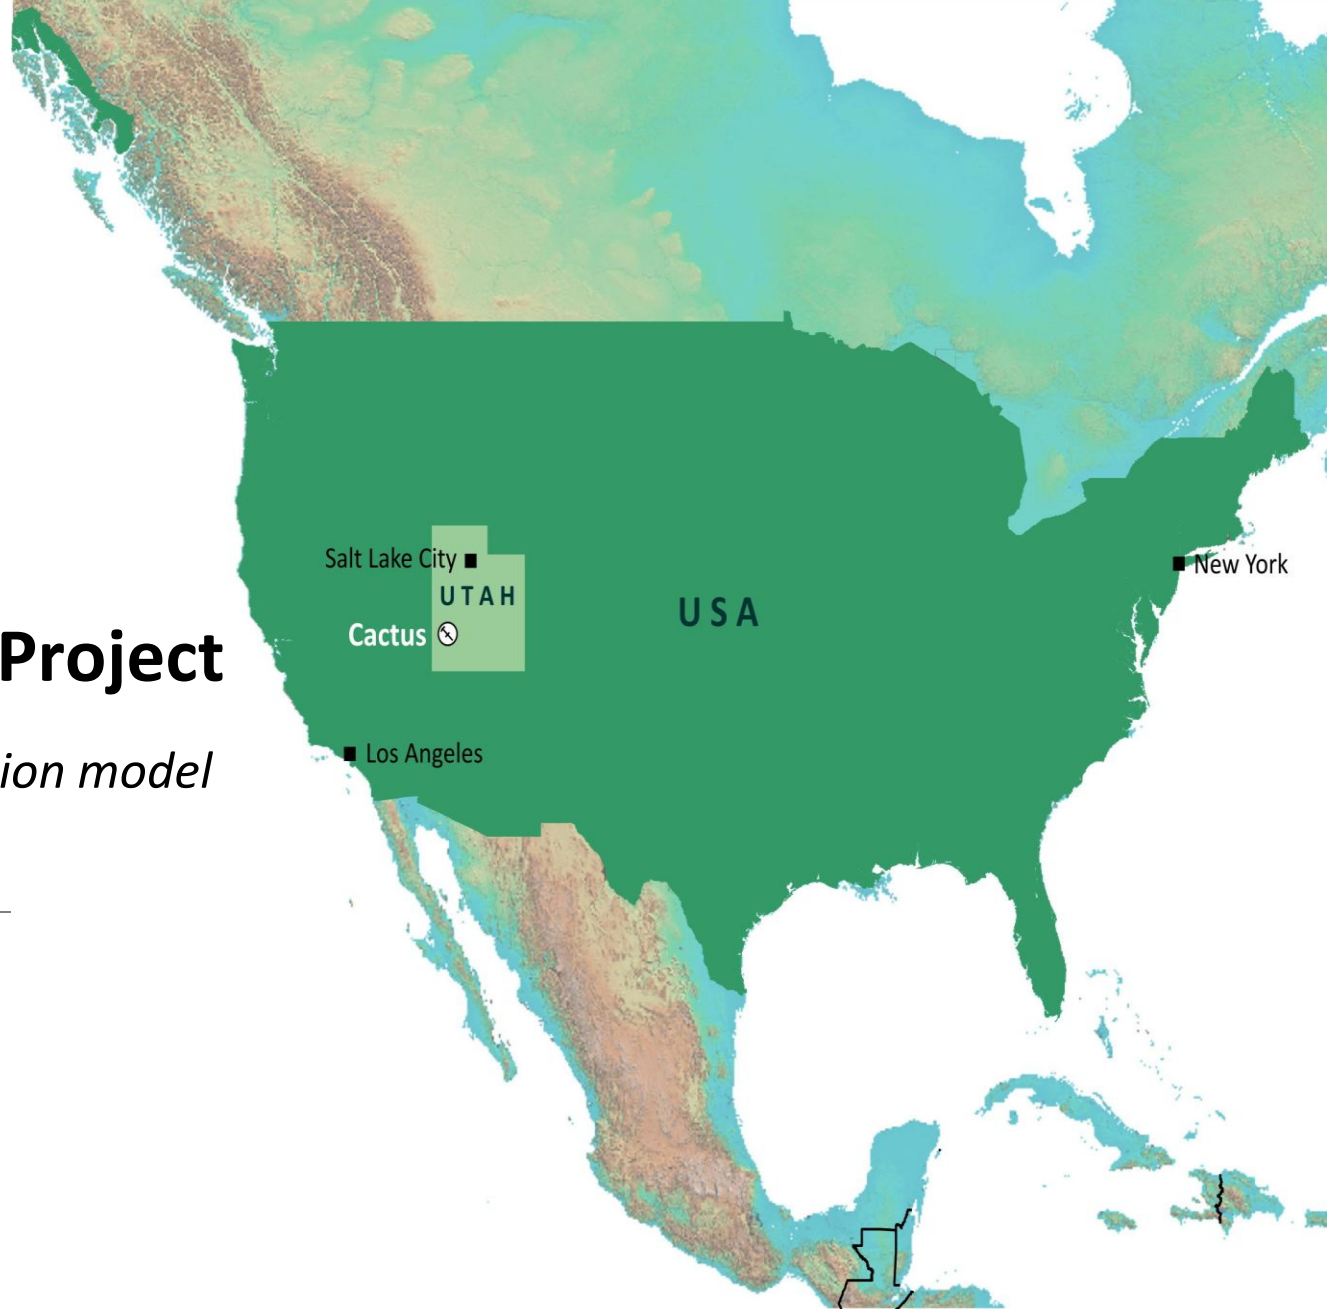 Salt Lake City
UTAH
New York
USA
Cactus
Project
Los Angeles
ion model